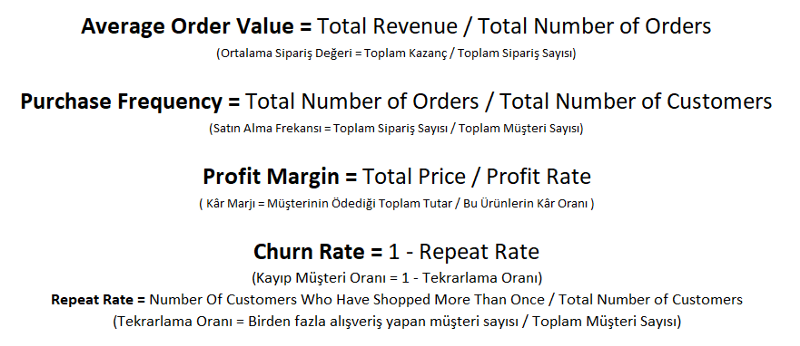 Average Order Value = Total Revenue / Total Number of Orders
(Ortalama Sipariş Değeri = Toplam Kazanç / Toplam Sipariş Sayısı)
Purchase Frequency = Total Number of Orders / Total Number of Customers
(Satın Alma Frekansı = Toplam Sipariş Sayısı / Toplam Müşteri Sayısı)
Profit Margin = Total Price / Profit Rate
( Kâr Marjı = Müşterinin Ödediği Toplam Tutar / Bu Ürünlerin Kâr Oranı )
Churn Rate = 1 - Repeat Rate
(Kayıp Müşteri Oranı = 1 - Tekrarlama Oranı)
Repeat Rate = Number Of Customers Who Have Shopped More Than Once / Total Number of Customers
(Tekrarlama Oranı = Birden fazla alışveriş yapan müşteri sayısı / Toplam Müşteri Sayısı)